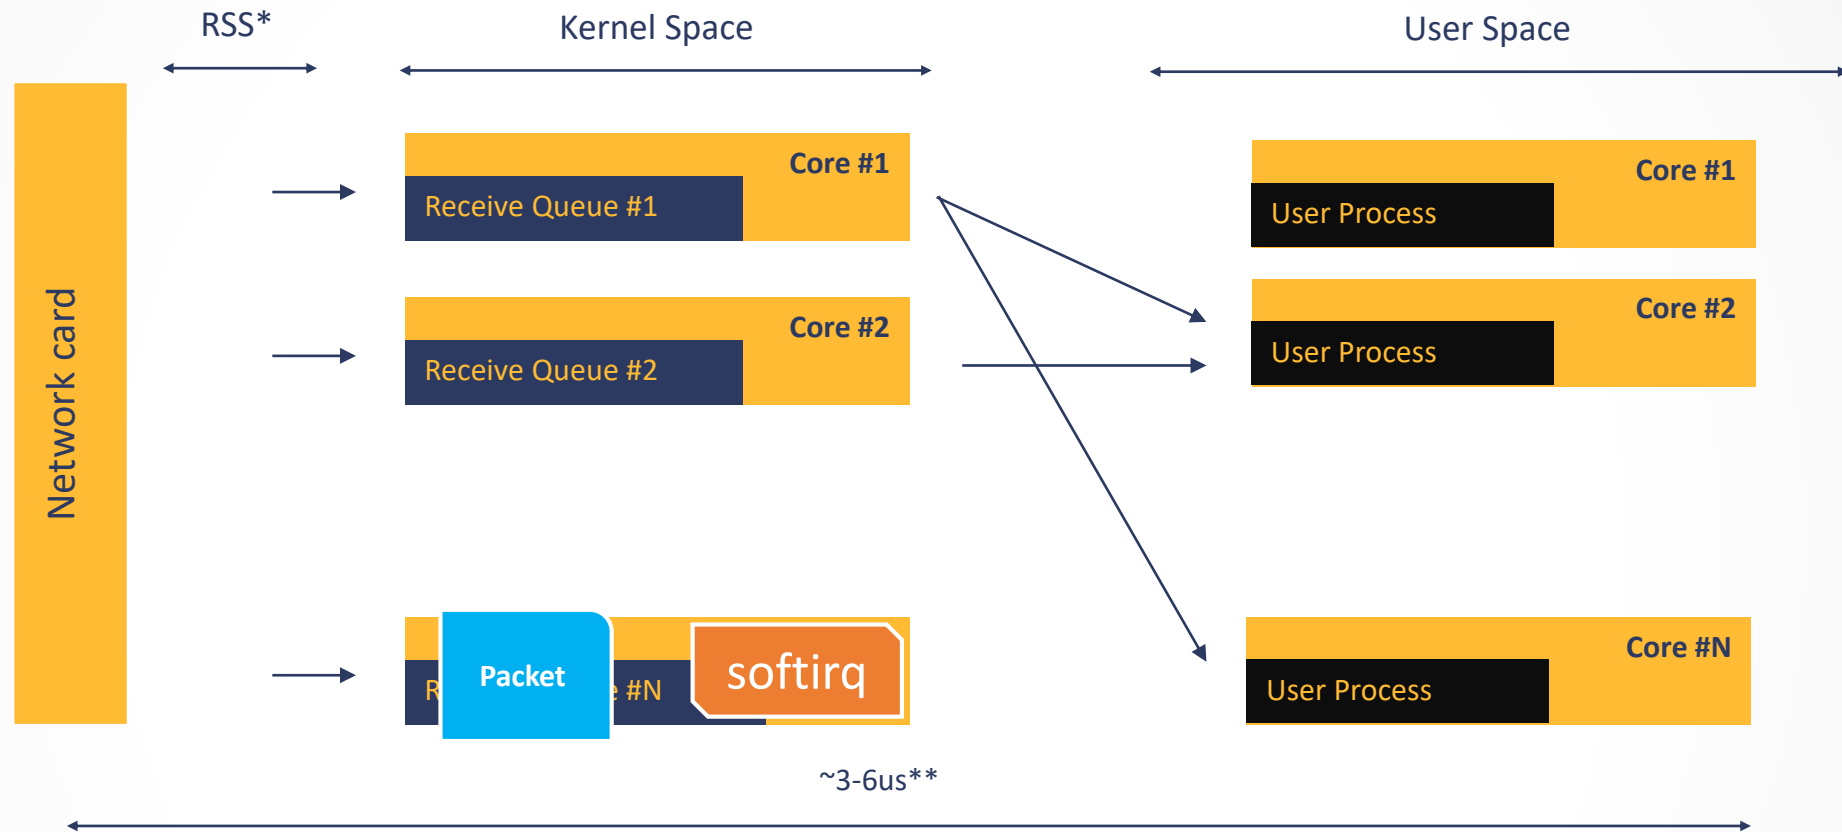 RSS*
Kernel Space
User Space
Network card
Core #1
Receive Queue #1
Core #1
User Process
Core #2
Receive Queue #2
Core #2
User Process
Packet
#N
softirq
Core #N
User Process
~3-6us**